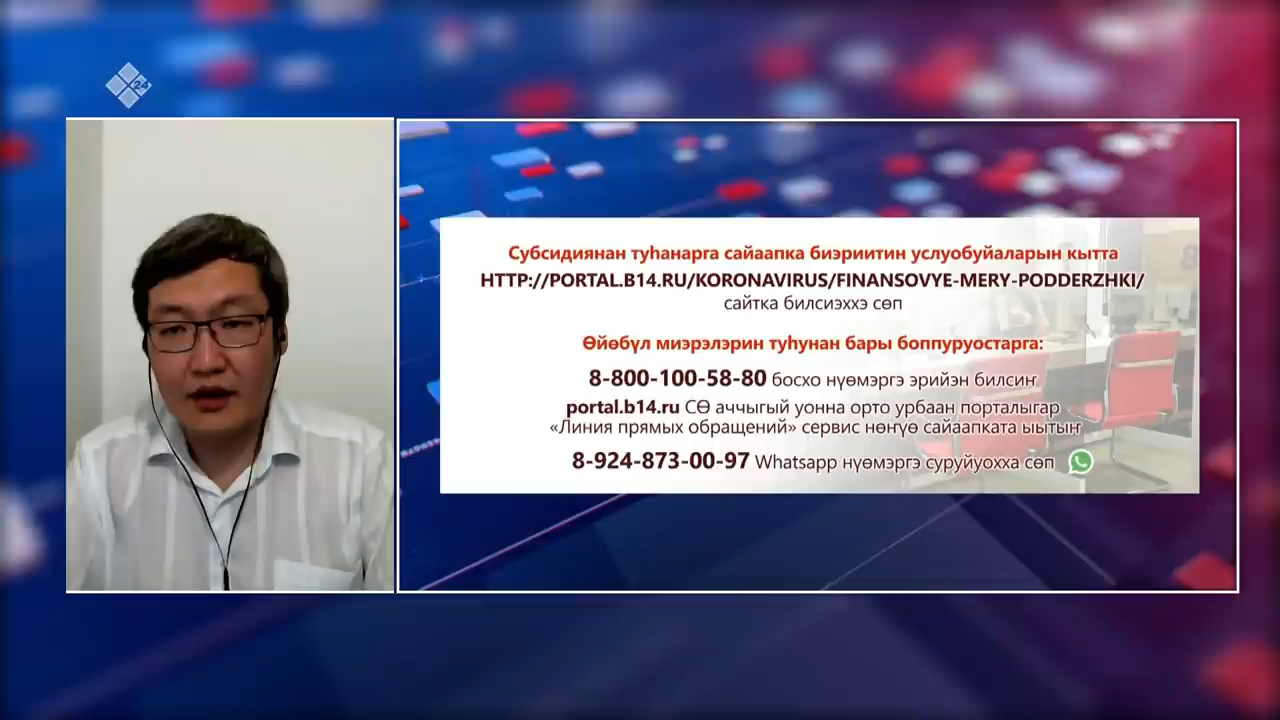 24
Субсидиянан туһанарга сайаапка биэриитин услуобуйаларын кытта
HTTP://PORTAL.B14.RU/KORONAVIRUS/FINANSOVYE-MERY-PODDERZHKI/
сайтка билсиэххэ сөп
Өйөбүл миэрэлэрин туһунан бары боппуруостарга:
8-800-100-58-80 босхо нүөмэргэ эрийэн билсиҥ
portal.b14.ru СӨ аччыгый уонна орто урбаан порталыгар
«Линия прямых обращений» сервис нөҥүө сайаапката ыытыҥ
8-924-873-00-97 Whatsapp нүөмэргэ суруйуохха сөп